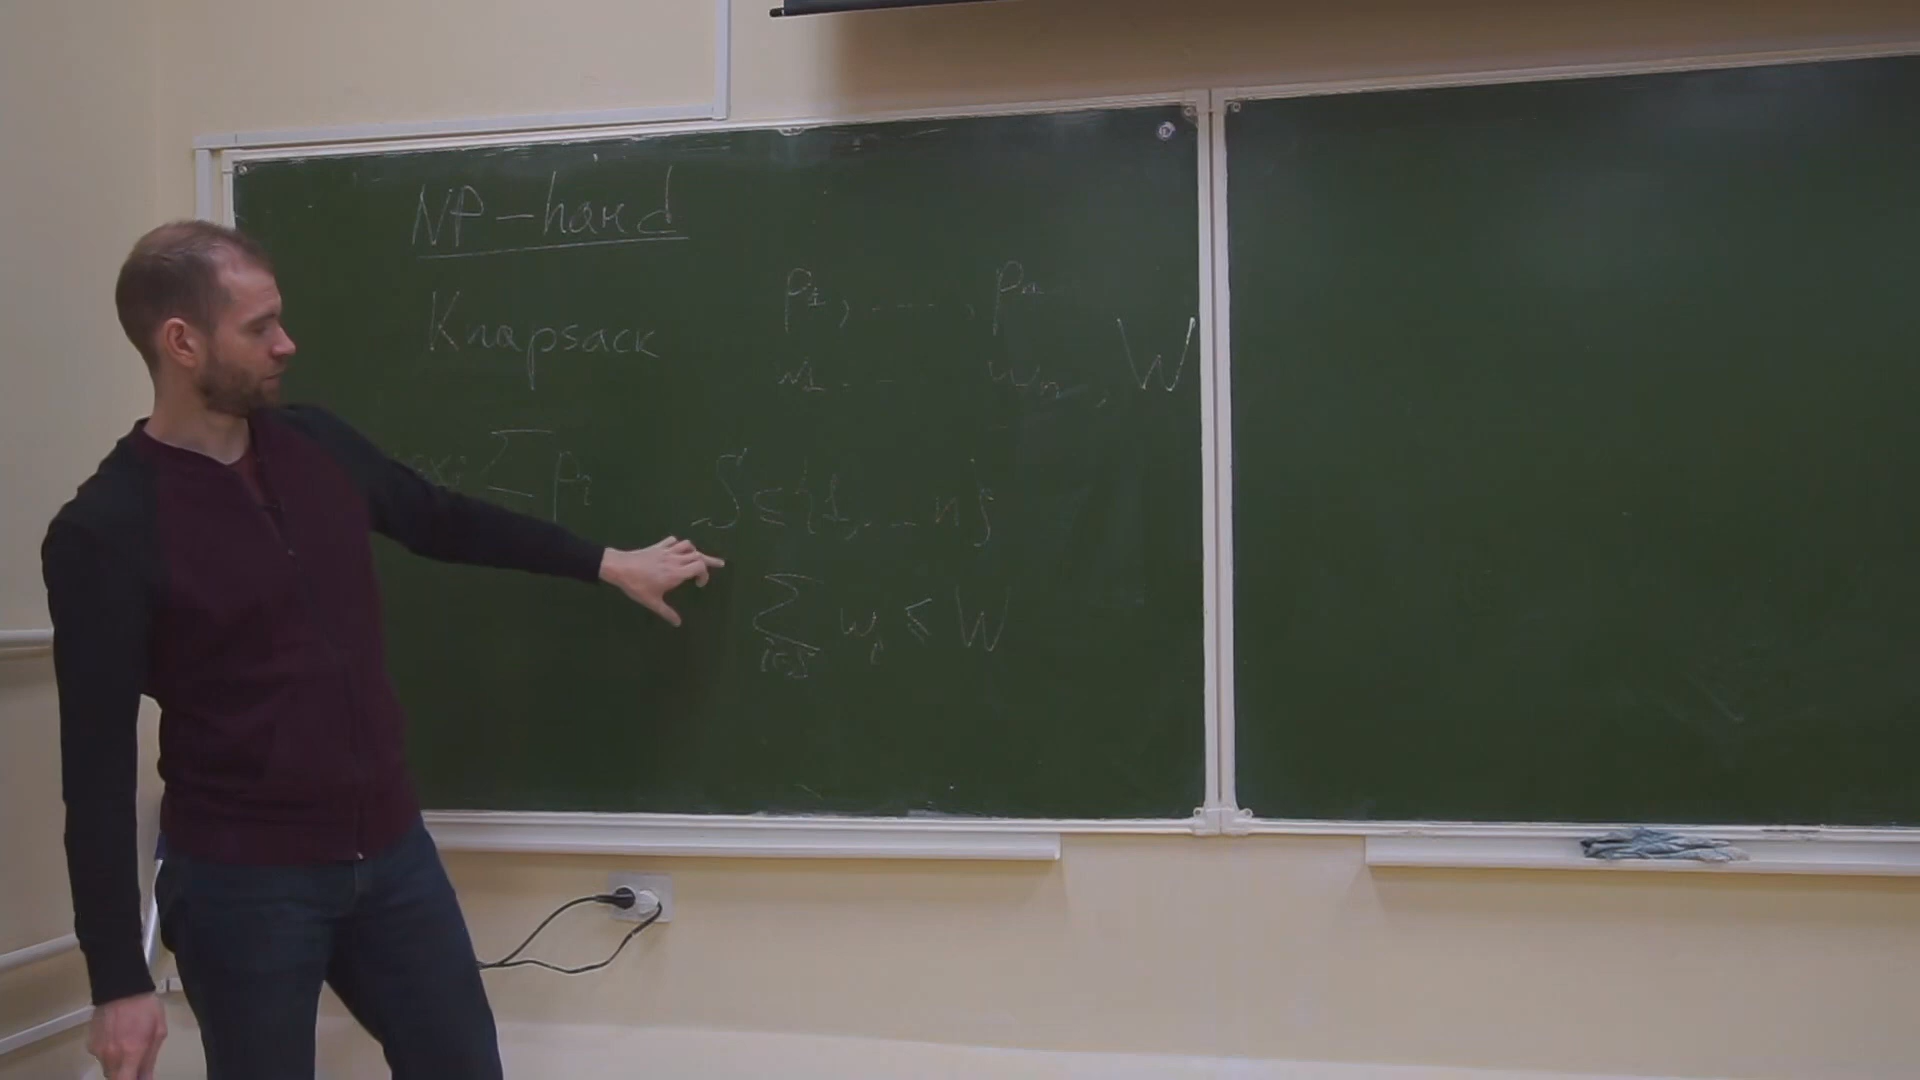 NP-hard
Knapsack
p₁, ..., pₙ
w₁, ... wₙ, W
∑ pᵢ
S ⊆ {1, ... n}
∑ wᵢ ≤ W
i∈S